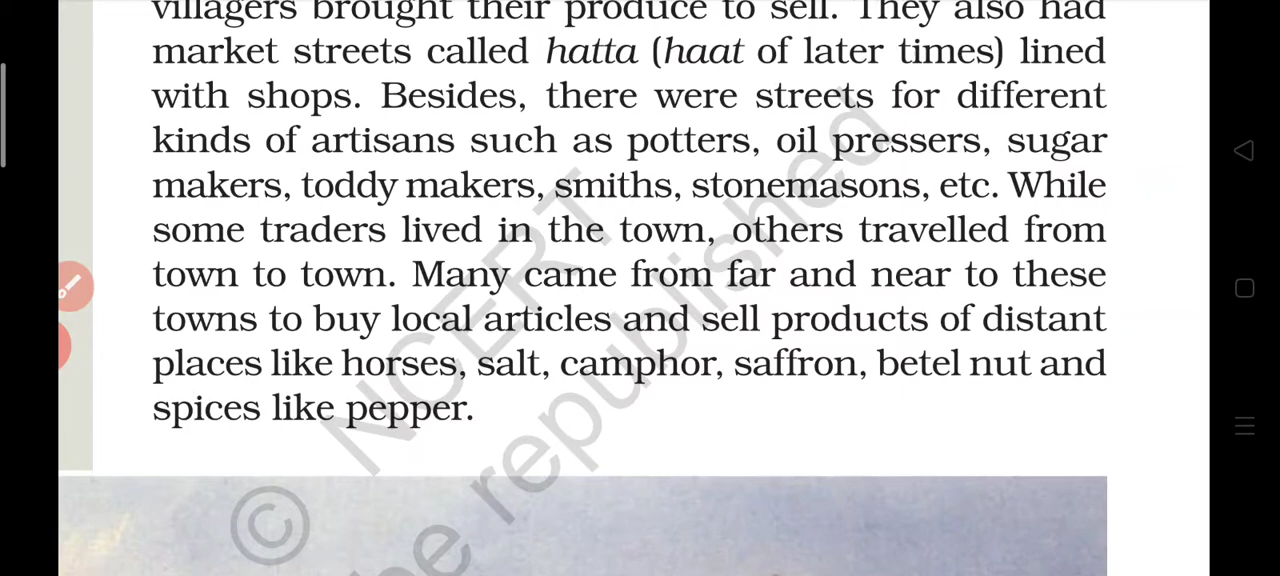 villagers brought their produce to sell. They also had
market streets called hatta (haat of later times) lined
with shops. Besides, there were streets for different
kinds of artisans such as potters, oil pressers, sugar
makers, toddy makers, smiths, stonemasons, etc. While
some traders lived in the town, others travelled from
town to town. Many came from far and near to these
towns to buy local articles and sell products of distant
places like horses, salt, camphor, saffron, betel nut and
spices like pepper.
© NCERT
be republished